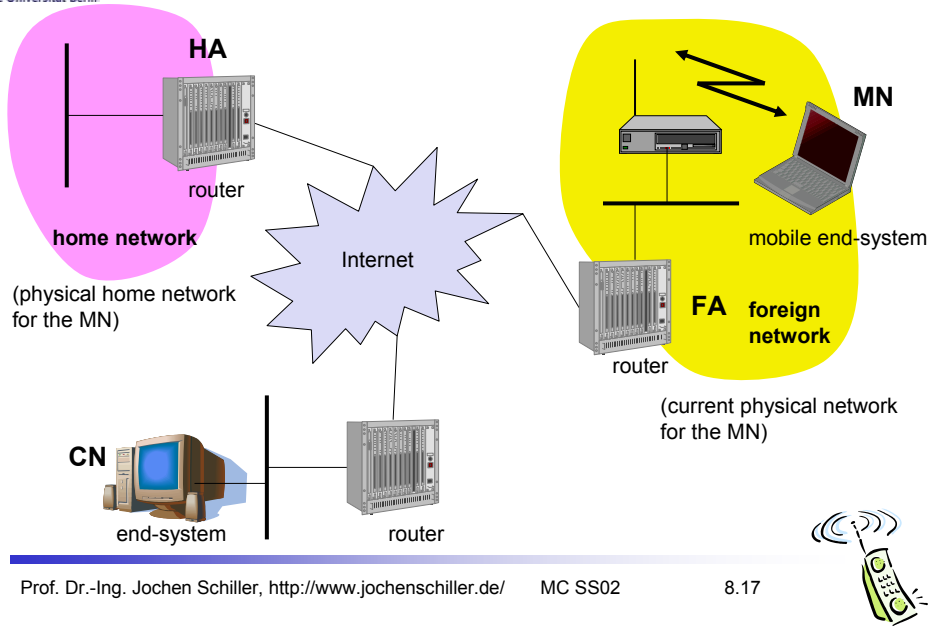 HA
router
home network
(physical home network
for the MN)
Internet
MN
mobile end-system
FA
foreign
network
router
(current physical network
for the MN)
CN
end-system
router
Prof. Dr.-Ing. Jochen Schiller, http://www.jochenschiller.de/ MC SS02 8.17